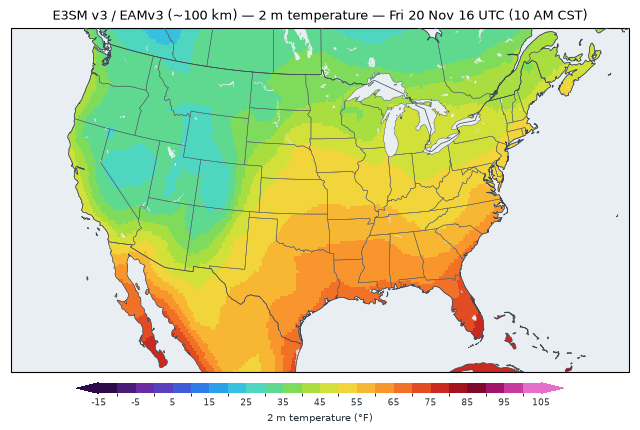 E3SM v3 / EAMv3 (~100 km) — 2 m temperature — Fri 20 Nov 16 UTC (10 AM CST)
-15 -5 5 15 25 35 45 55 65 75 85 95 105
2 m temperature (°F)